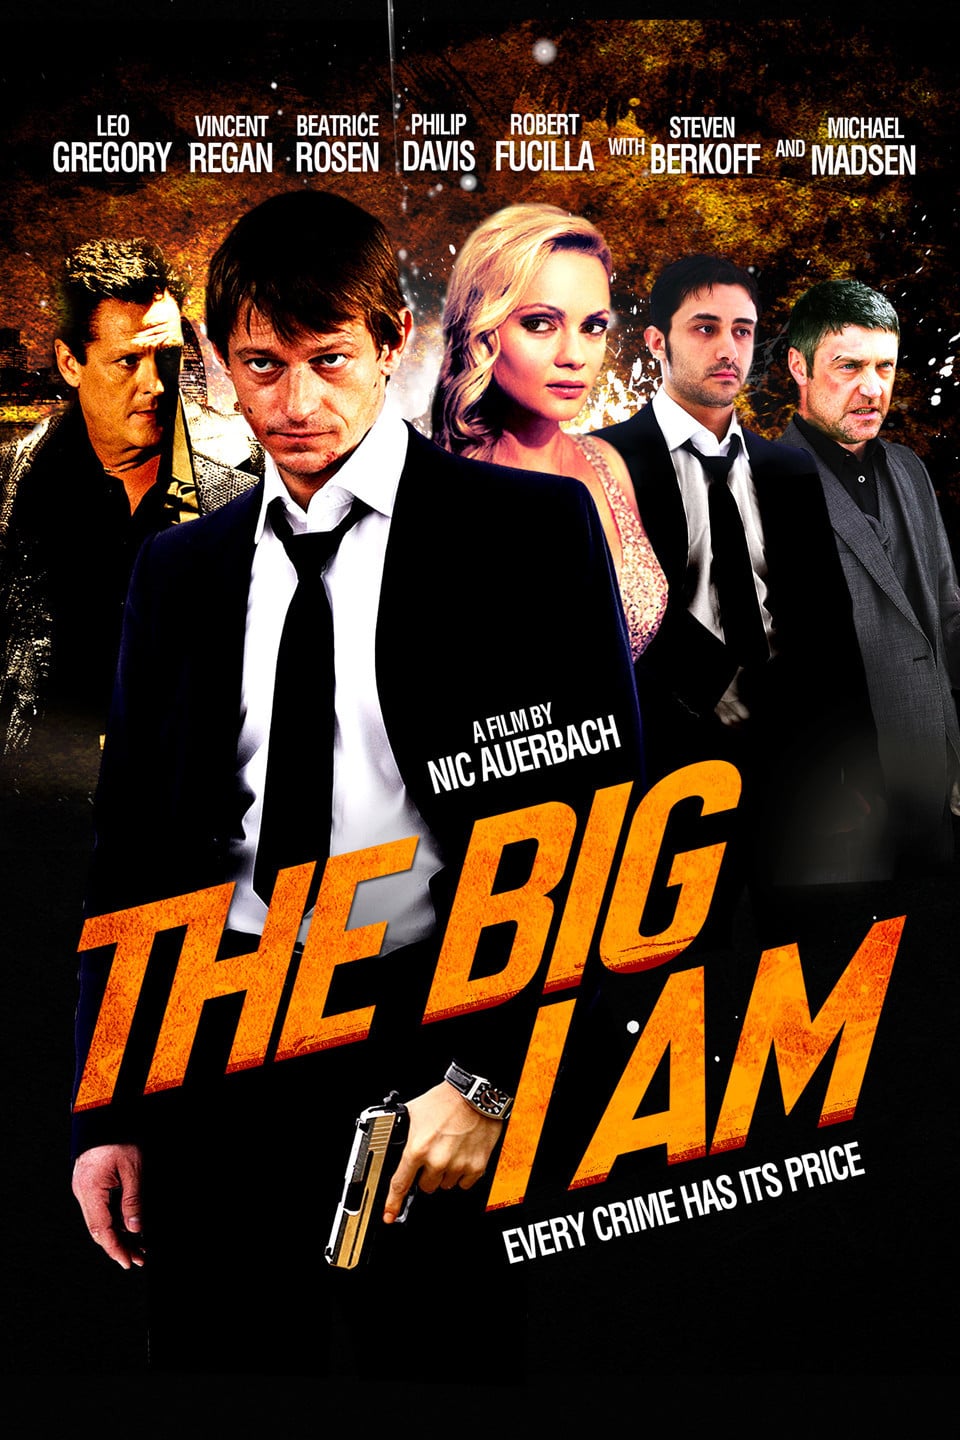 LEO GREGORY
VINCENT REGAN
BEATRICE ROSEN
PHILIP DAVIS
ROBERT FUCILLA
WITH STEVEN BERKOFF
AND MICHAEL MADSEN
A FILM BY
NIC AUERBACH
THE BIG
I AM
EVERY CRIME HAS ITS PRICE